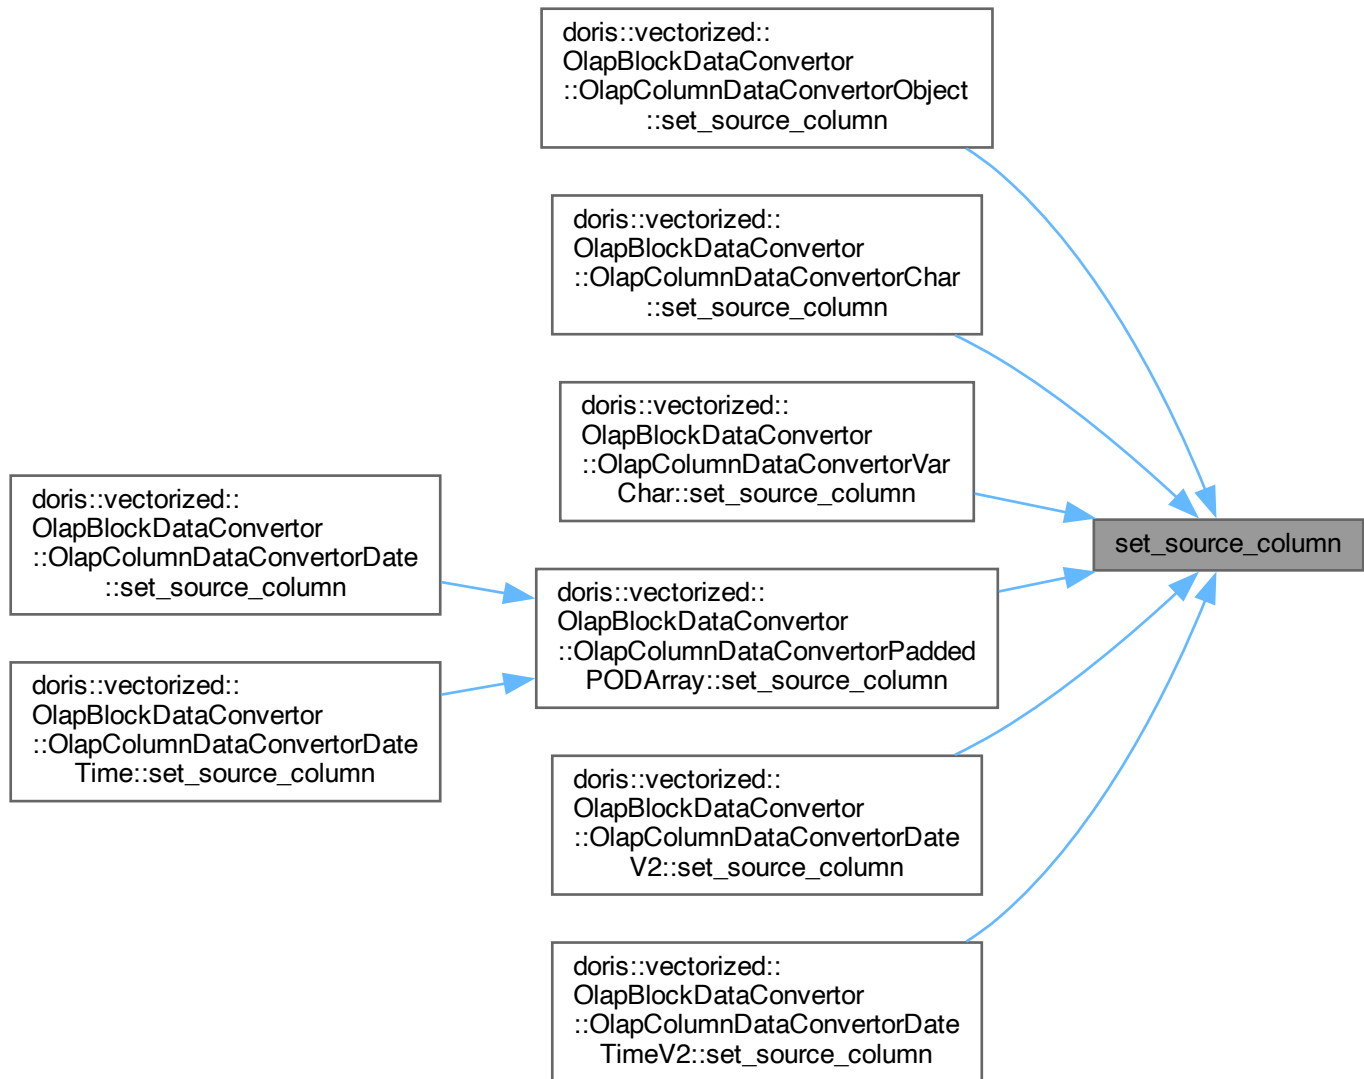 doris::vectorized::
OlapBlockDataConvertor
::OlapColumnDataConvertorObject
::set_source_column
doris::vectorized::
OlapBlockDataConvertor
::OlapColumnDataConvertorChar
::set_source_column
doris::vectorized::
OlapBlockDataConvertor
::OlapColumnDataConvertorVar
Char::set_source_column
doris::vectorized::
OlapBlockDataConvertor
::OlapColumnDataConvertorDate
::set_source_column
set_source_column
doris::vectorized::
OlapBlockDataConvertor
::OlapColumnDataConvertorPadded
PODArray::set_source_column
doris::vectorized::
OlapBlockDataConvertor
::OlapColumnDataConvertorDate
Time::set_source_column
doris::vectorized::
OlapBlockDataConvertor
::OlapColumnDataConvertorDate
V2::set_source_column
doris::vectorized::
OlapBlockDataConvertor
::OlapColumnDataConvertorDate
TimeV2::set_source_column